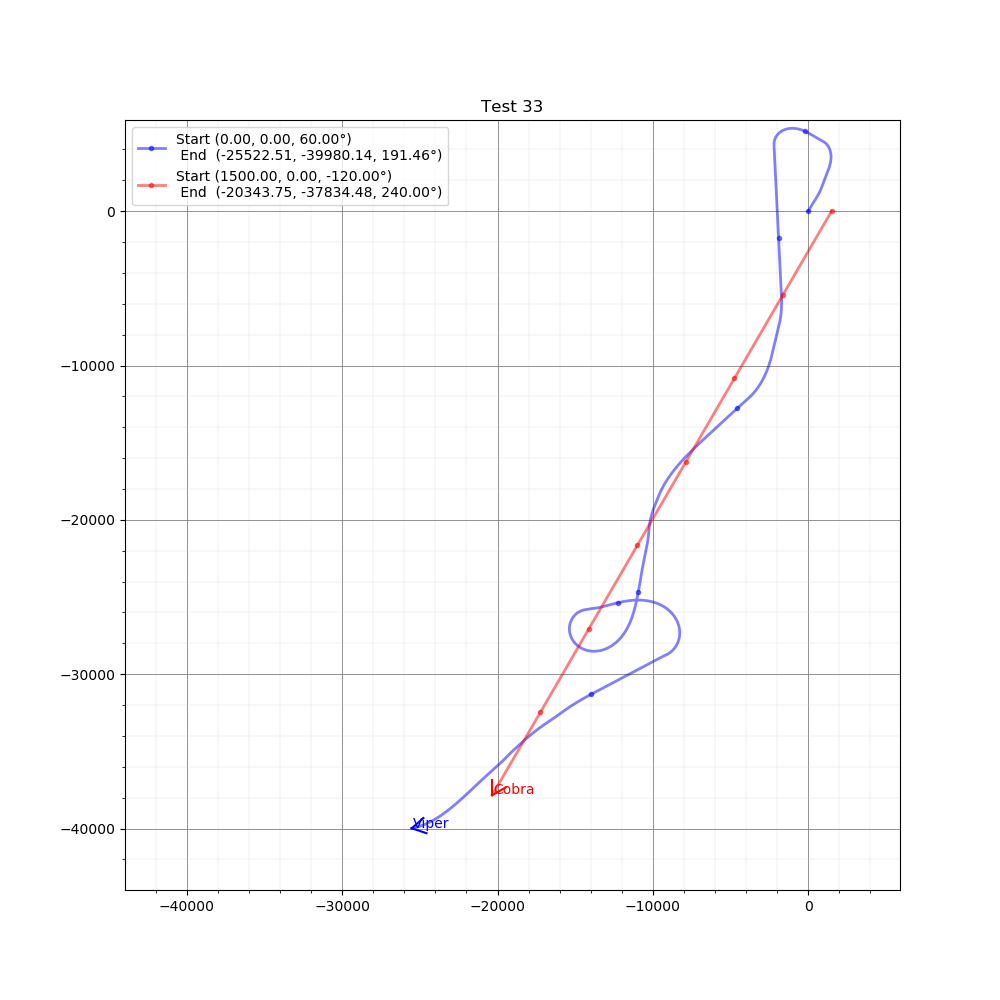 Test 33
Start (0.00, 0.00, 60.00°)
End (-25522.51, -39980.14, 191.46°)
Start (1500.00, 0.00, -120.00°)
End (-20343.75, -37834.48, 240.00°)
0
−10000
−20000
−30000
−40000
Cobra
Viper
−40000 −30000 −20000 −10000 0